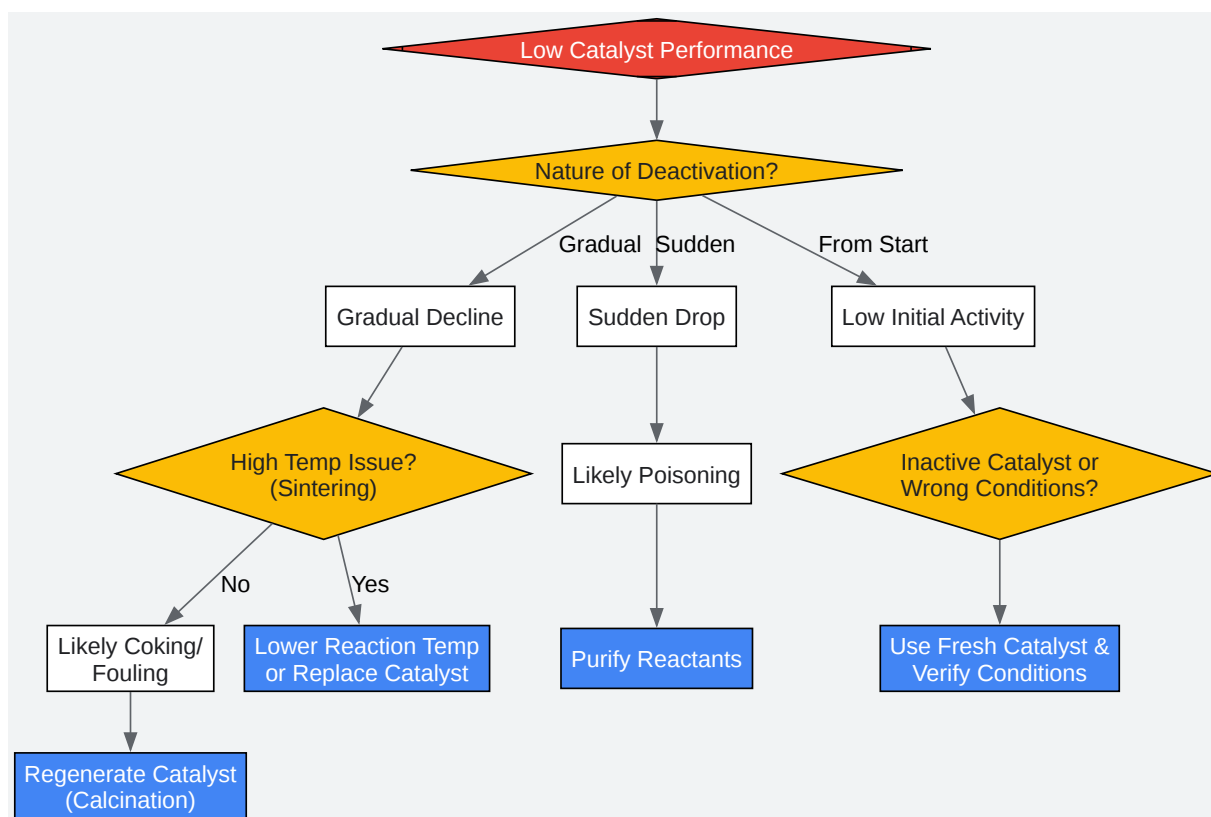 Low Catalyst Performance
Nature of Deactivation?
Gradual
Sudden
From Start
Gradual Decline
Sudden Drop
Low Initial Activity
High Temp Issue?
(Sintering)
Likely Poisoning
Inactive Catalyst or
Wrong Conditions?
No
Yes
Likely Coking/
Fouling
Lower Reaction Temp
or Replace Catalyst
Purify Reactants
Use Fresh Catalyst &
Verify Conditions
Regenerate Catalyst
(Calcination)